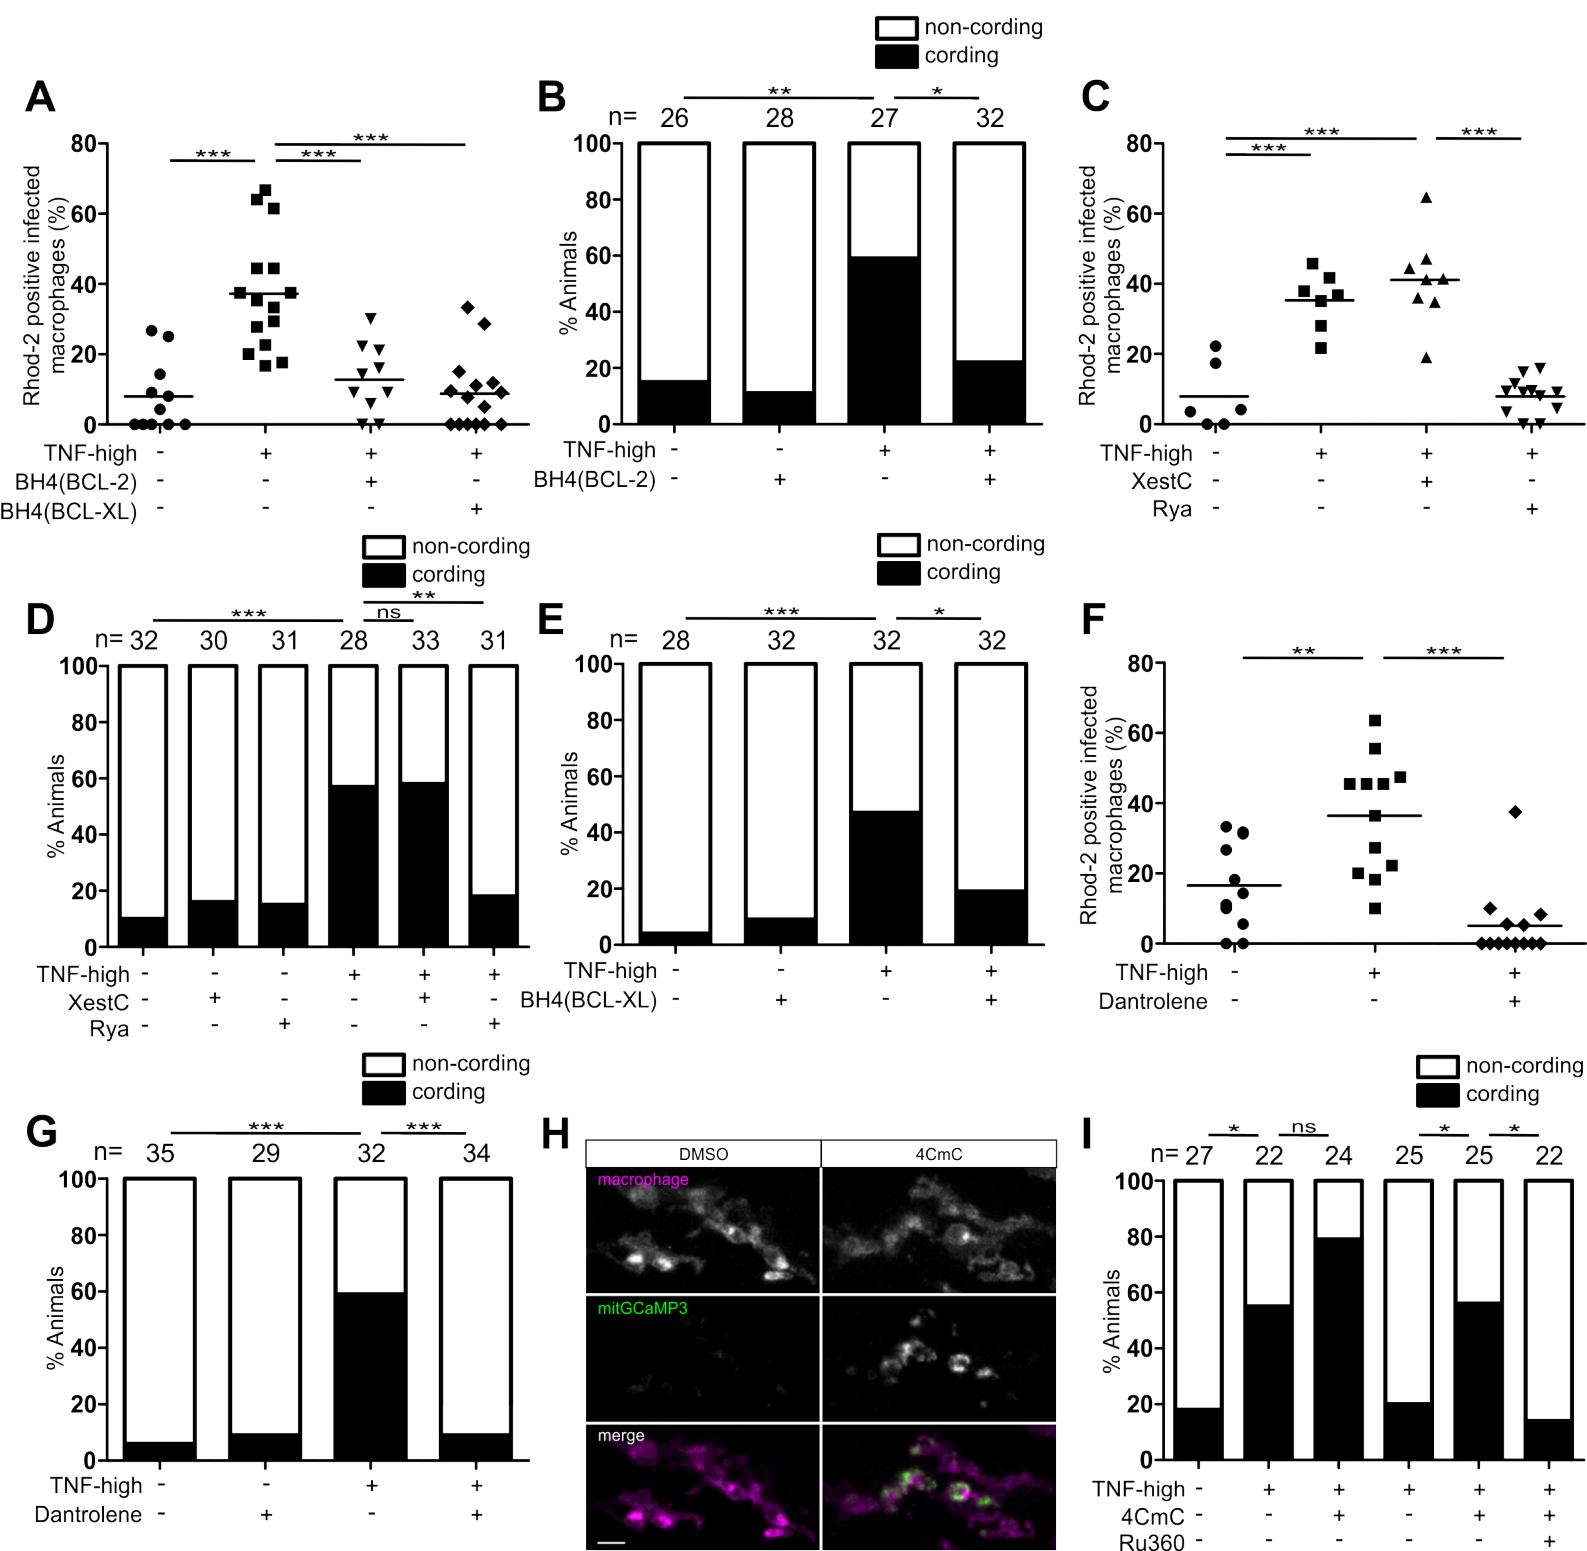 non-cording
cording
A
Rhod-2 positive infected
macrophages (%)
*** *** ***
80
60
40
20
0
TNF-high - + + +
BH4(BCL-2) - - + -
BH4(BCL-XL) - - - +
B
** *
n= 26 28 27 32
% Animals
100
80
60
40
20
0
TNF-high - - + +
BH4(BCL-2) - + - +
C
Rhod-2 positive infected
macrophages (%)
*** *** ***
80
60
40
20
0
TNF-high - + + +
XestC - - + -
Rya - - - +
non-cording
cording
D
*** ns **
n= 32 30 31 28 33 31
% Animals
100
80
60
40
20
0
TNF-high - - - + + +
XestC - + - - + -
Rya - - + - - +
non-cording
cording
E
*** *
n= 28 32 32 32
% Animals
100
80
60
40
20
0
TNF-high - - + +
BH4(BCL-XL) - + - +
F
Rhod-2 positive infected
macrophages (%)
** ***
80
60
40
20
0
TNF-high - + +
Dantrolene - - +
non-cording
cording
G
*** ***
n= 35 29 32 34
% Animals
100
80
60
40
20
0
TNF-high - - + +
Dantrolene - + - +
H
DMSO 4CmC
macrophage
mitGCaMP3
merge
non-cording
cording
I
* ns * *
n= 27 22 24 25 25 22
% Animals
100
80
60
40
20
0
TNF-high - + + + + +
4CmC - - + - + +
Ru360 - - - - - +